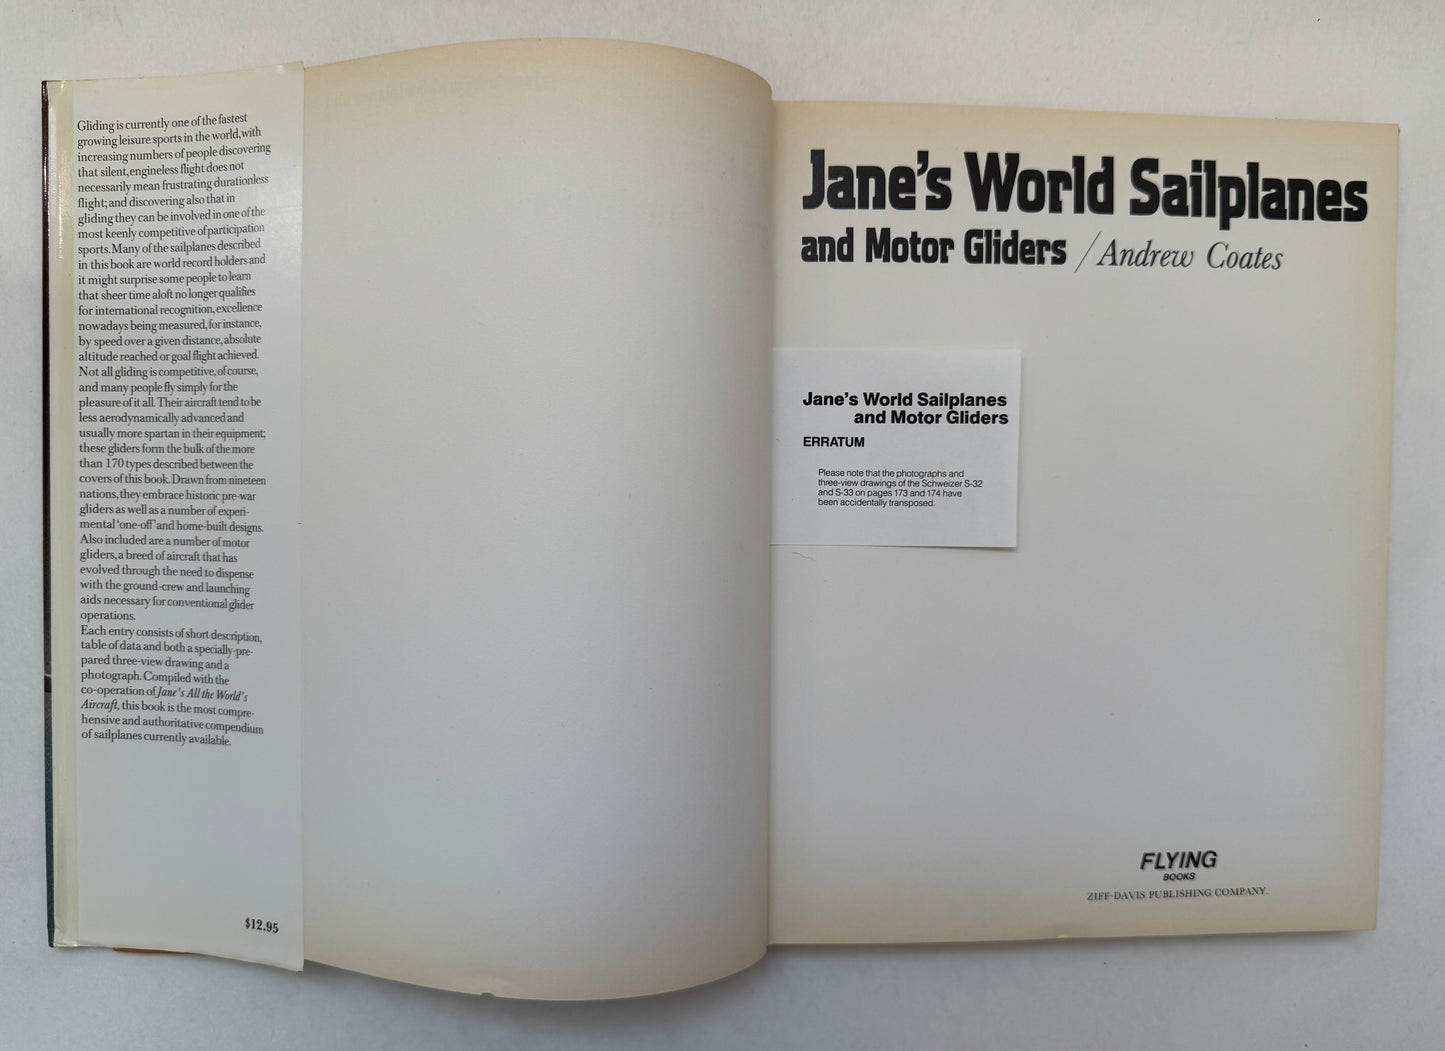 Gliding is currently one of the fastest
growing leisure sports in the world, with
increasing numbers of people discovering
that silent, engineless flight does not
necessarily mean frustrating durationless
flight; and discovering also that in
gliding they can be involved in one of the
most keenly competitive of participation
sports. Many of the sailplanes described
in this book are world record holders and
it might surprise some people to learn
that sheer time aloft no longer qualifies
for international recognition, excellence
nowadays being measured, for instance,
by speed over a given distance, absolute
altitude reached or goal flight achieved.
Not all gliding is competitive, of course,
and many people fly simply for the
pleasure of it all. Their aircraft tend to be
less aerodynamically advanced and
usually more spartan in their equipment;
these gliders form the bulk of the more
than 170 types described between the
covers of this book. Drawn from nineteen
nations, they embrace historic pre-war
gliders as well as a number of experi-
mental 'one-off' and home-built designs.
Also included are a number of motor
gliders, a breed of aircraft that has
evolved through the need to dispense
with the ground-crew and launching
aids necessary for conventional glider
operations.
Each entry consists of short description,
table of data and both a specially-pre-
pared three-view drawing and a
photograph. Compiled with the
co-operation of Jane's All the World's
Aircraft, this book is the most compre-
hensive and authoritative compendium
of sailplanes currently available.
$12.95
Jane's World Sailplanes
and Motor Gliders / Andrew Coates
Jane's World Sailplanes
and Motor Gliders
ERRATUM
Please note that the photographs and
three-view drawings of the Schweizer S-32
and S-33 on pages 173 and 174 have
been accidentally transposed.
FLYING
BOOKS
ZIFF-DAVIS PUBLISHING COMPANY.